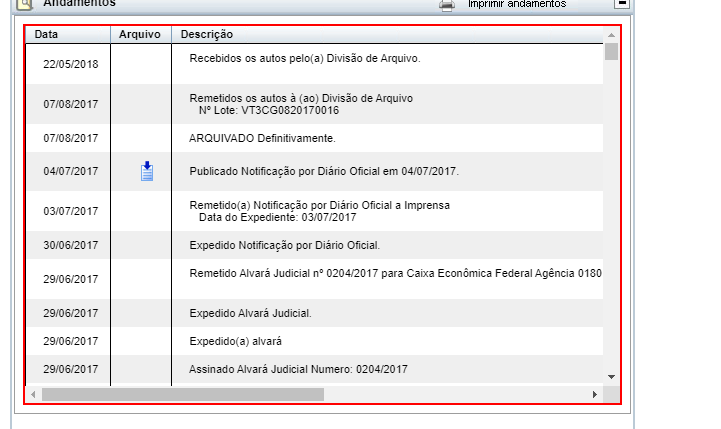 Andamentos
Imprimir andamentos
Data Arquivo Descrição
22/05/2018 Recebidos os autos pelo(a) Divisão de Arquivo.
07/08/2017 Remetidos os autos à (ao) Divisão de Arquivo
Nº Lote: VT3CG0820170016
07/08/2017 ARQUIVADO Definitivamente.
04/07/2017 Publicado Notificação por Diário Oficial em 04/07/2017.
03/07/2017 Remetido(a) Notificação por Diário Oficial a Imprensa
Data do Expediente: 03/07/2017
30/06/2017 Expedido Notificação por Diário Oficial.
29/06/2017 Remetido Alvará Judicial nº 0204/2017 para Caixa Econômica Federal Agência 0180
29/06/2017 Expedido Alvará Judicial.
29/06/2017 Expedido(a) alvará
29/06/2017 Assinado Alvará Judicial Numero: 0204/2017